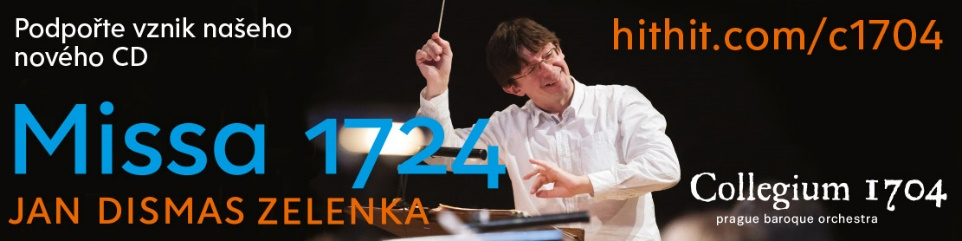 Podpořte vznik našeho
nového CD
hithit.com/c1704
Missa 1724
JAN DISMAS ZELENKA
Collegium 1704
prague baroque orchestra